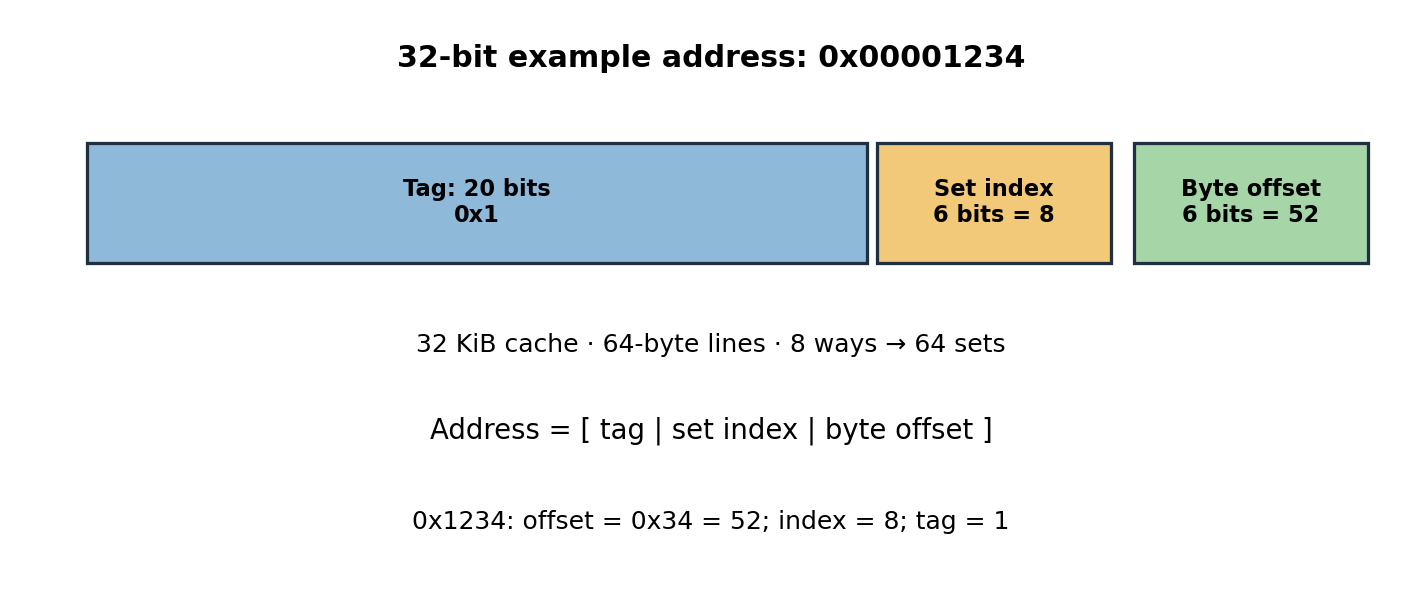 32-bit example address: 0x00001234
Tag: 20 bits
0x1
Set index
6 bits = 8
Byte offset
6 bits = 52
32 KiB cache · 64-byte lines · 8 ways → 64 sets
Address = [ tag | set index | byte offset ]
0x1234: offset = 0x34 = 52; index = 8; tag = 1